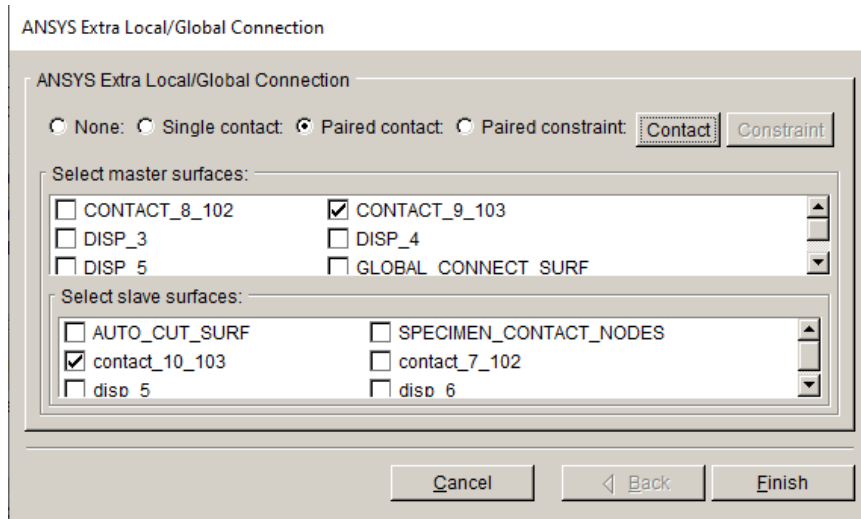 ANSYS Extra Local/Global Connection
ANSYS Extra Local/Global Connection
None: Single contact: Paired contact: Paired constraint: Contact Constraint
Select master surfaces:
CONTACT_8_102 CONTACT_9_103
DISP_3 DISP_4
DISP_5 GLOBAL_CONNECT_SURF
Select slave surfaces:
AUTO_CUT_SURF SPECIMEN_CONTACT_NODES
contact_10_103 contact_7_102
disp_5 disp_6
Cancel Back Finish